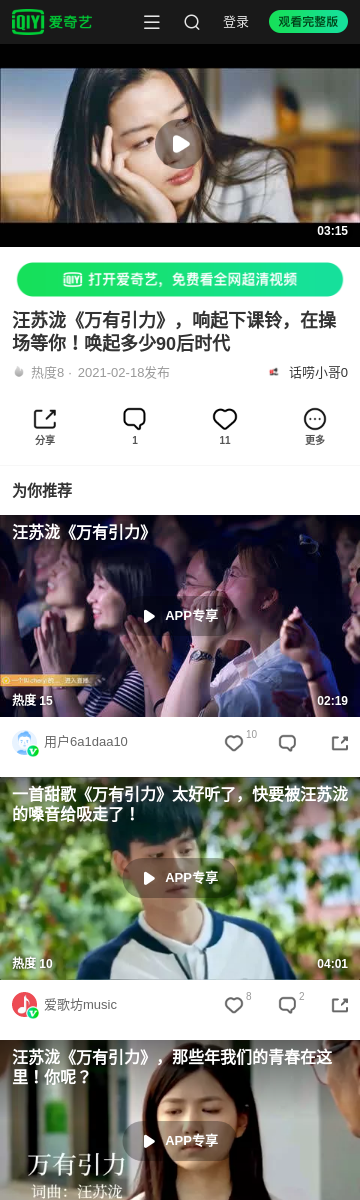 iQIYI 爱奇艺
登录
观看完整版
03:15
iQIYI 打开爱奇艺，免费看全网超清视频
汪苏泷《万有引力》，响起下课铃，在操
场等你！唤起多少90后时代
热度8 · 2021-02-18发布
话唠小哥0
分享
1
11
更多
为你推荐
汪苏泷《万有引力》
APP专享
热度 15
02:19
用户6a1daa10
10
一首甜歌《万有引力》太好听了，快要被汪苏泷
的嗓音给吸走了！
APP专享
热度 10
04:01
爱歌坊music
8
2
汪苏泷《万有引力》，那些年我们的青春在这
里！你呢？
APP专享
万有引力
词曲：汪苏泷